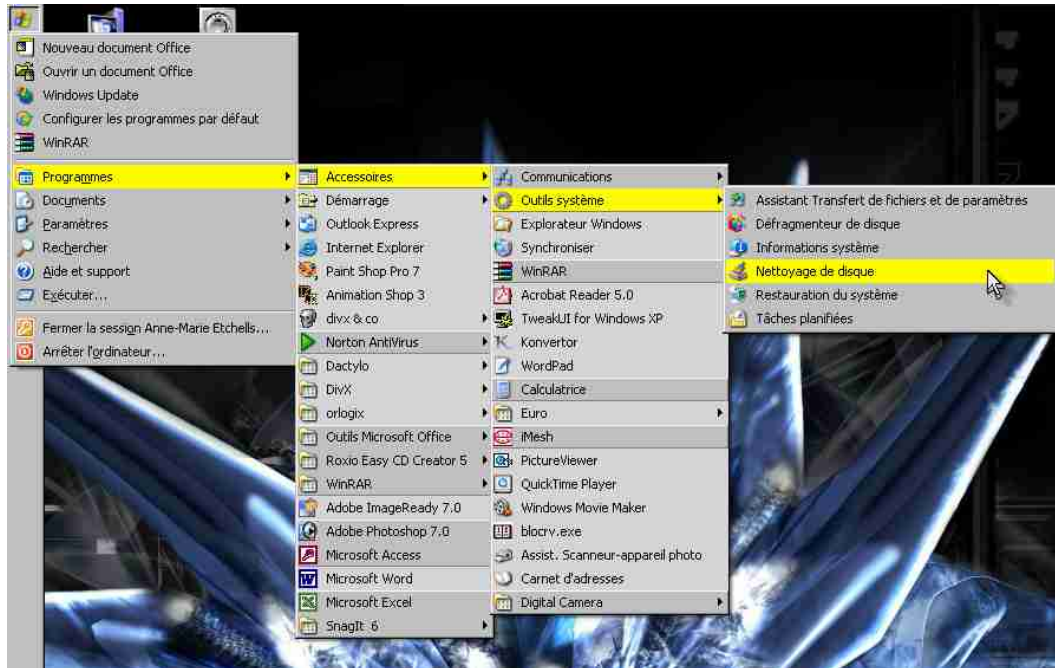 Nouveau document Office
Ouvrir un document Office
Windows Update
Configurer les programmes par défaut
WinRAR
Programmes
Documents
Paramètres
Rechercher
Aide et support
Exécuter...
Fermer la session Anne-Marie Etchells...
Arrêter l'ordinateur...
Accessoires
Démarrage
Outlook Express
Internet Explorer
Paint Shop Pro 7
Animation Shop 3
divx & co
Norton AntiVirus
Dactylo
DivX
orlogix
Outils Microsoft Office
Roxio Easy CD Creator 5
WinRAR
Adobe ImageReady 7.0
Adobe Photoshop 7.0
Microsoft Access
Microsoft Word
Microsoft Excel
SnagIt 6
Communications
Outils système
Explorateur Windows
Synchroniser
WinRAR
Acrobat Reader 5.0
TweakUI for Windows XP
Konvertor
WordPad
Calculatrice
Euro
iMesh
PictureViewer
QuickTime Player
Windows Movie Maker
blocrv.exe
Assist. Scanneur-appareil photo
Carnet d'adresses
Digital Camera
Assistant Transfert de fichiers et de paramètres
Défragmenteur de disque
Informations système
Nettoyage de disque
Restauration du système
Tâches planifiées